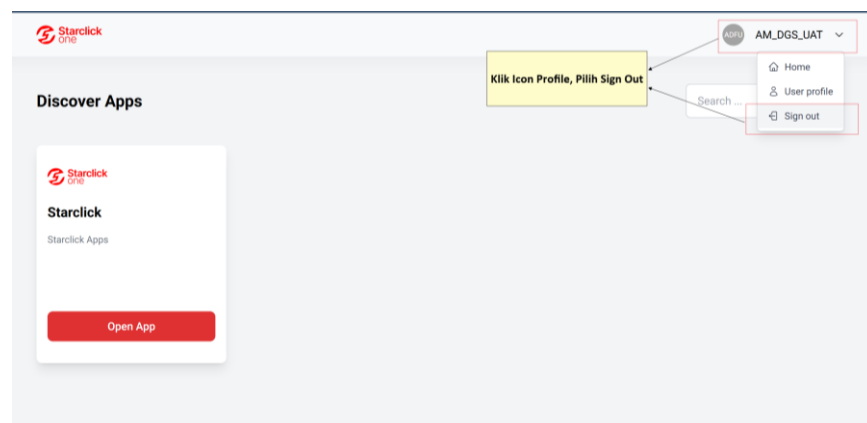 Starclick
one
ADFU
AM_DGS_UAT
Klik Icon Profile, Pilih Sign Out
Home
User profile
Sign out
Discover Apps
Search ...
Starclick
one
Starclick
Starclick Apps
Open App